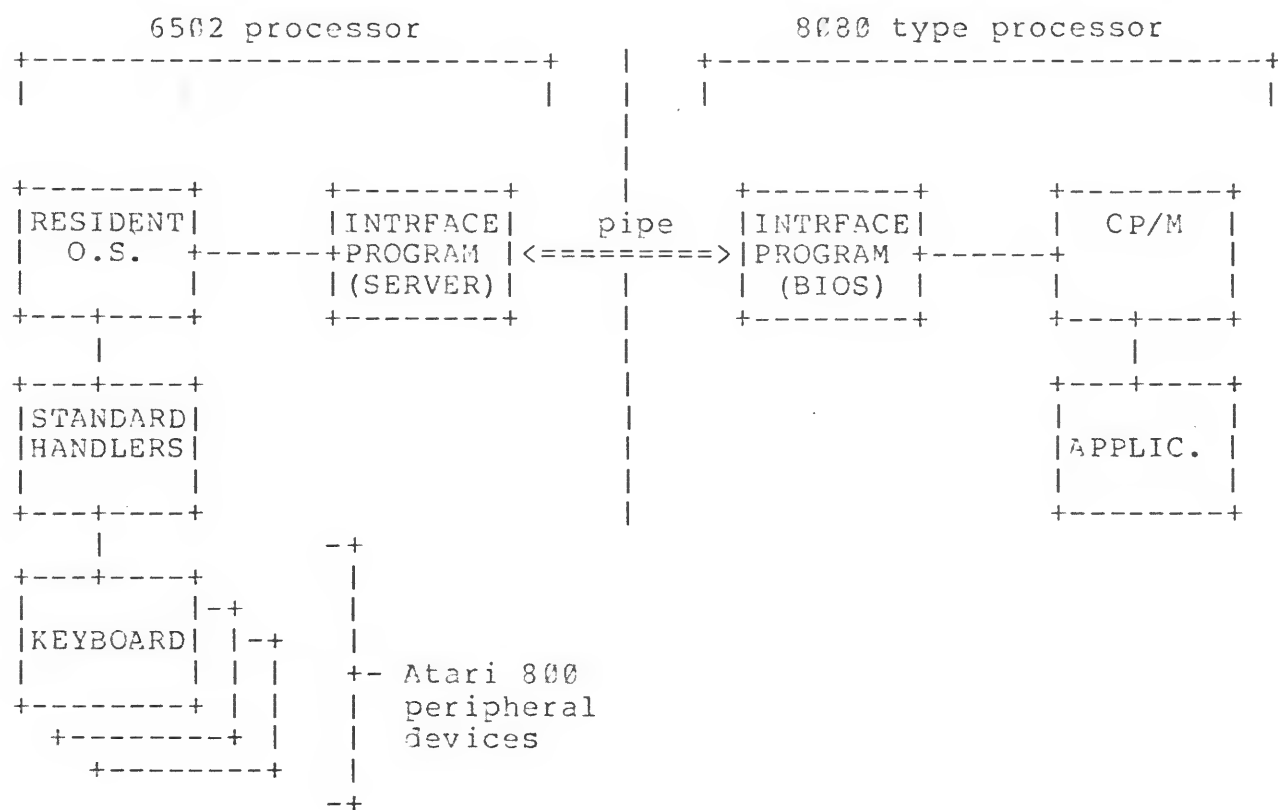 6502 processor
8080 type processor
RESIDENT
O.S.
INTRFACE
PROGRAM
(SERVER)
pipe
INTRFACE
PROGRAM
(BIOS)
CP/M
STANDARD
HANDLERS
APPLIC.
KEYBOARD
Atari 800
peripheral
devices